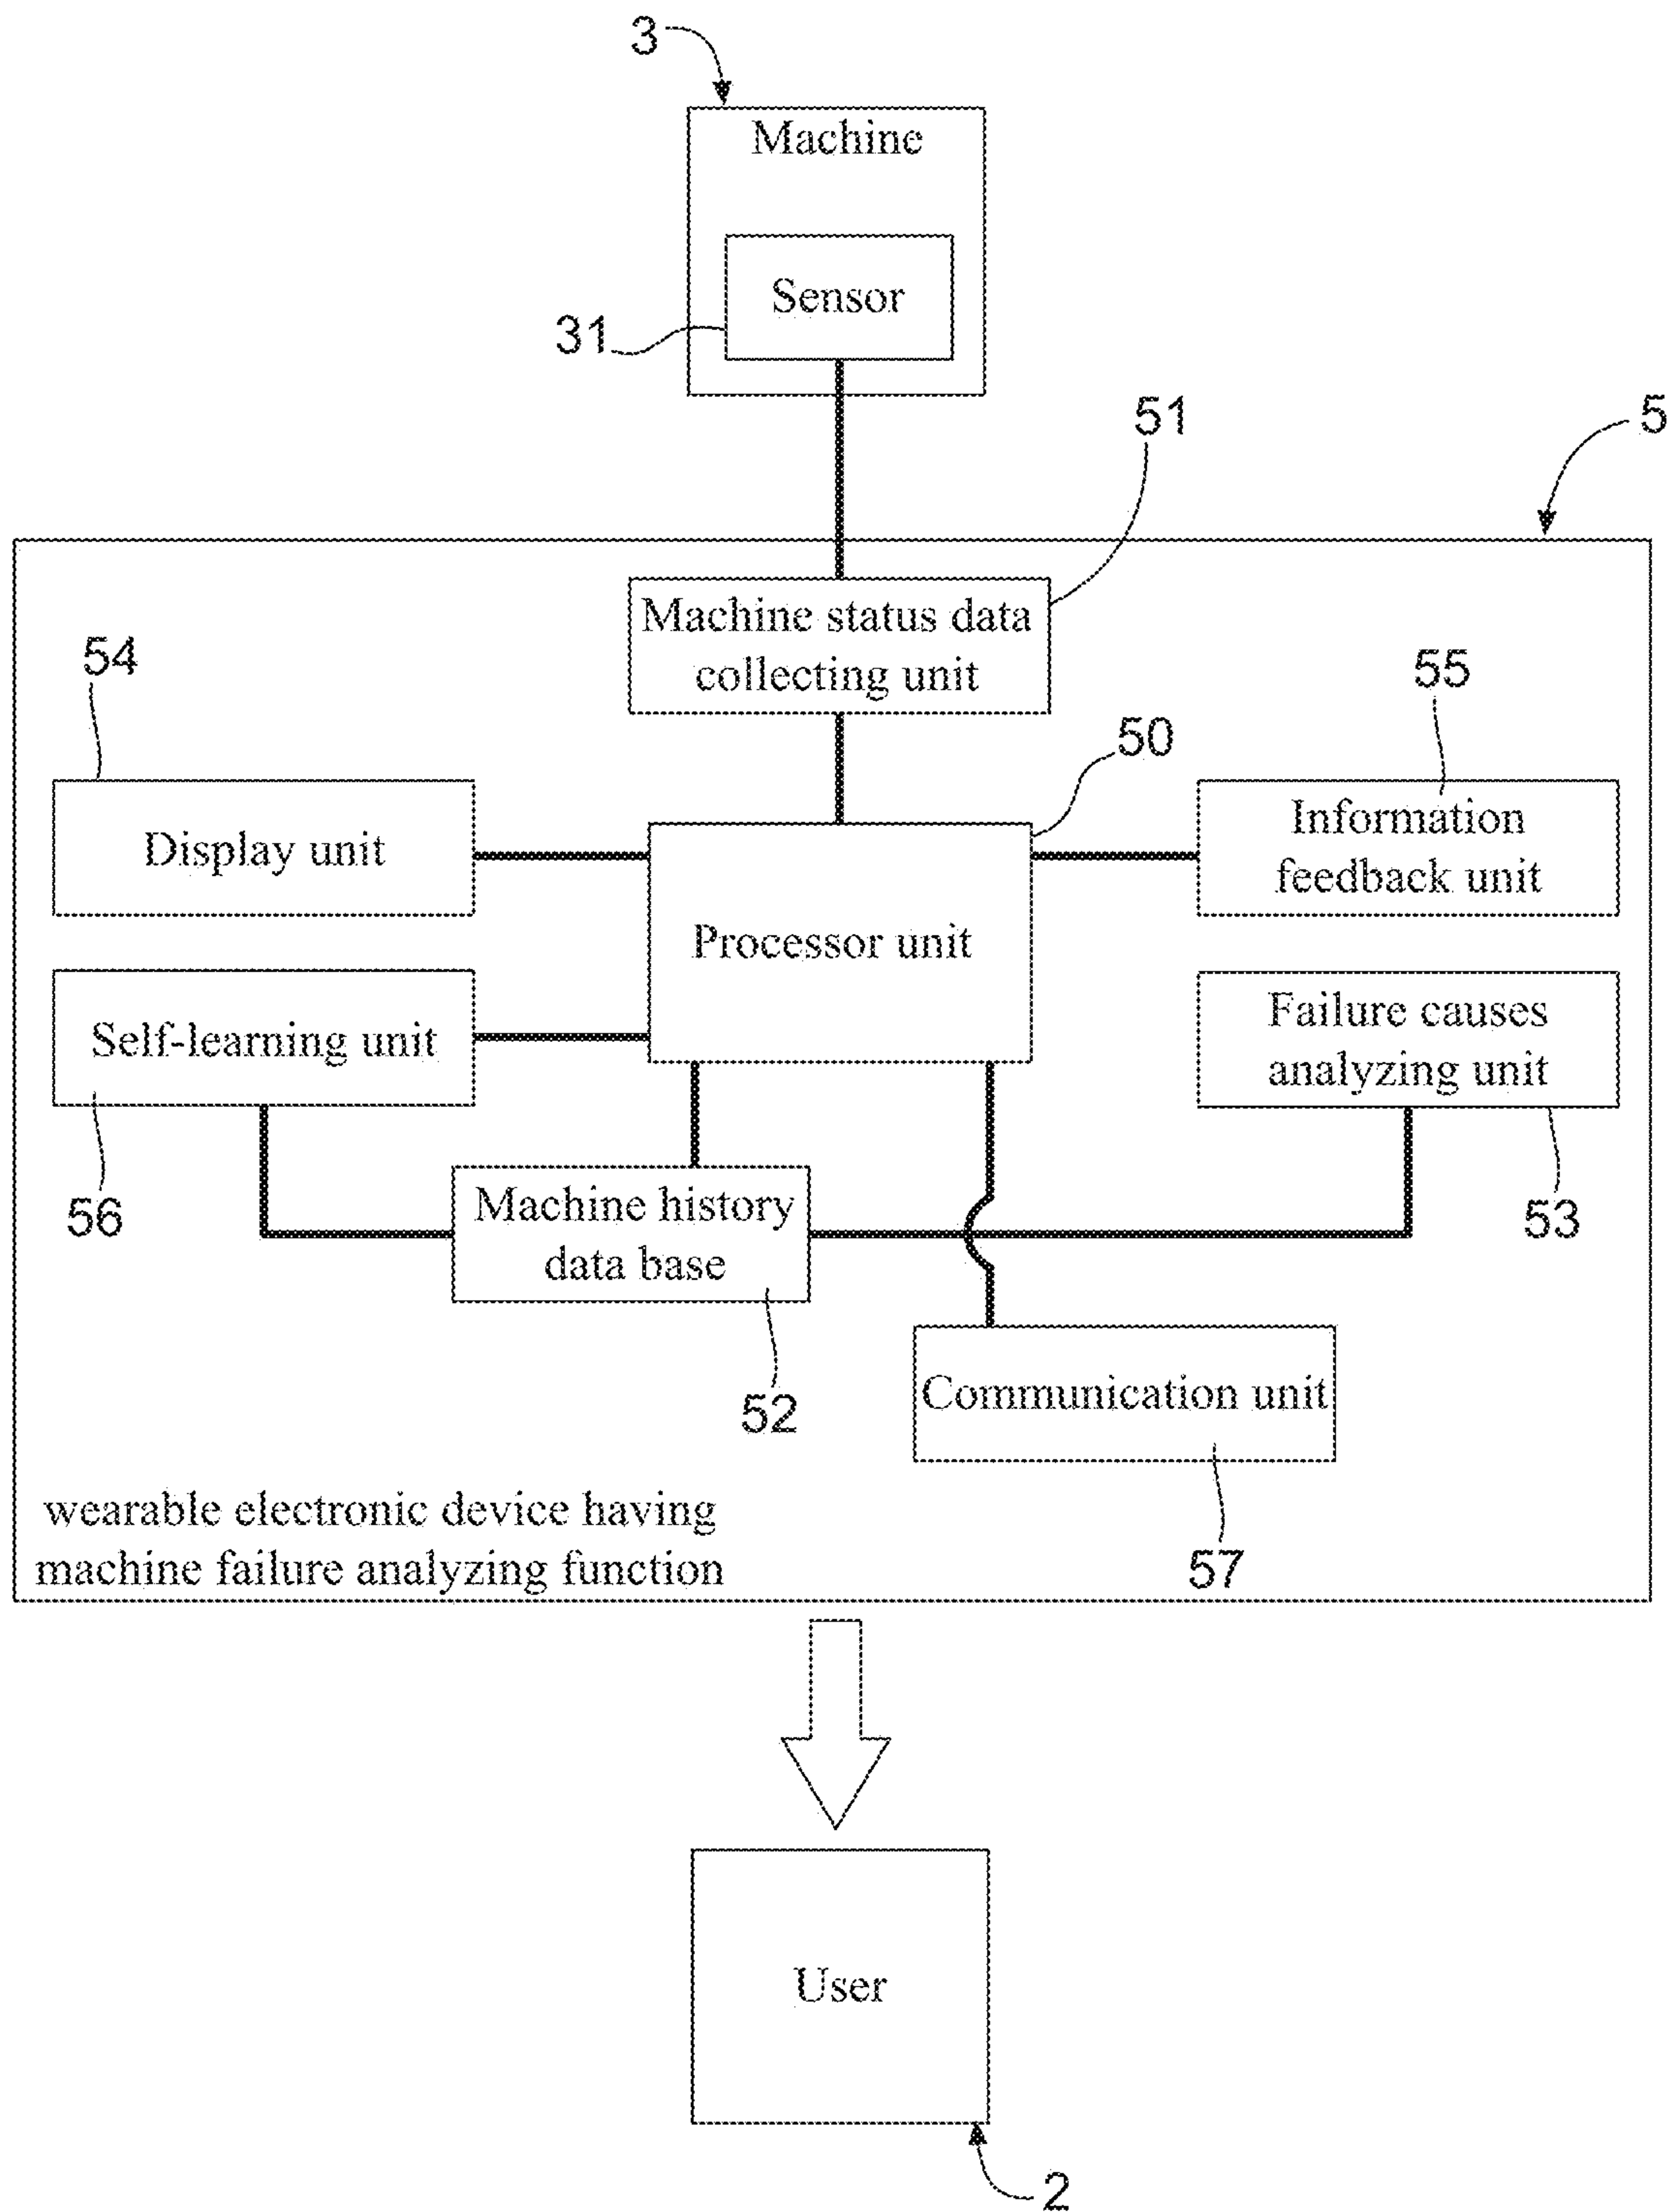 3
Machine
Sensor
31
51
5
Machine status data
collecting unit
54
55
50
Display unit
Information
feedback unit
Processor unit
Self-learning unit
Failure causes
analyzing unit
56
Machine history
data base
53
52
Communication unit
57
wearable electronic device having
machine failure analyzing function
User
2